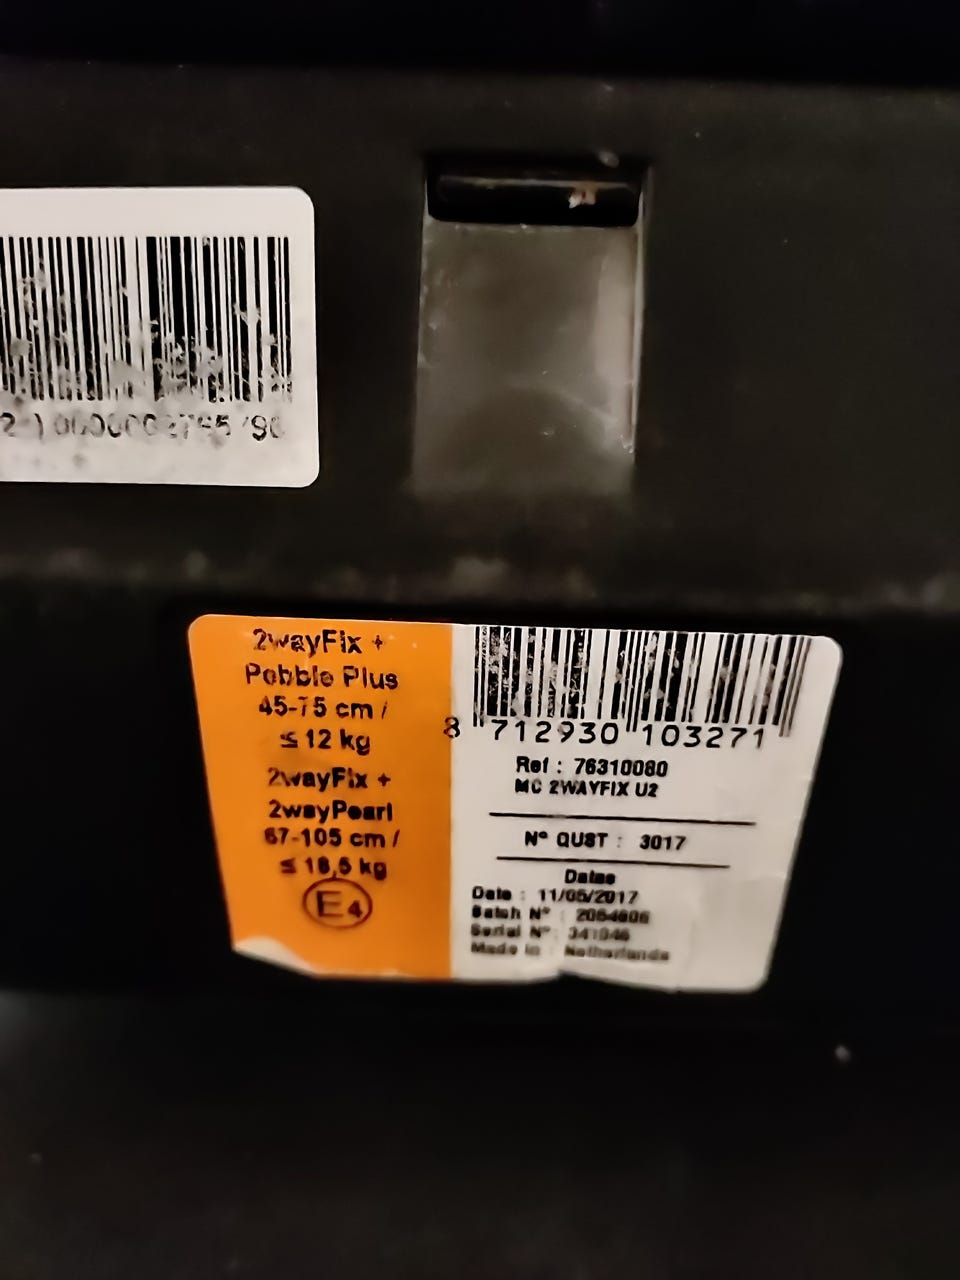 2wayFix +
Pebble Plus
45-75 cm /
≤ 12 kg
2wayFix +
2wayPearl
67-105 cm /
≤ 18,5 kg
E4
8 712930 103271
Ref : 76310080
MC 2WAYFIX U2
N° QUST : 3017
Datas
Date : 11/05/2017
Batch N° :
Serial N° :
Made in : Netherlands